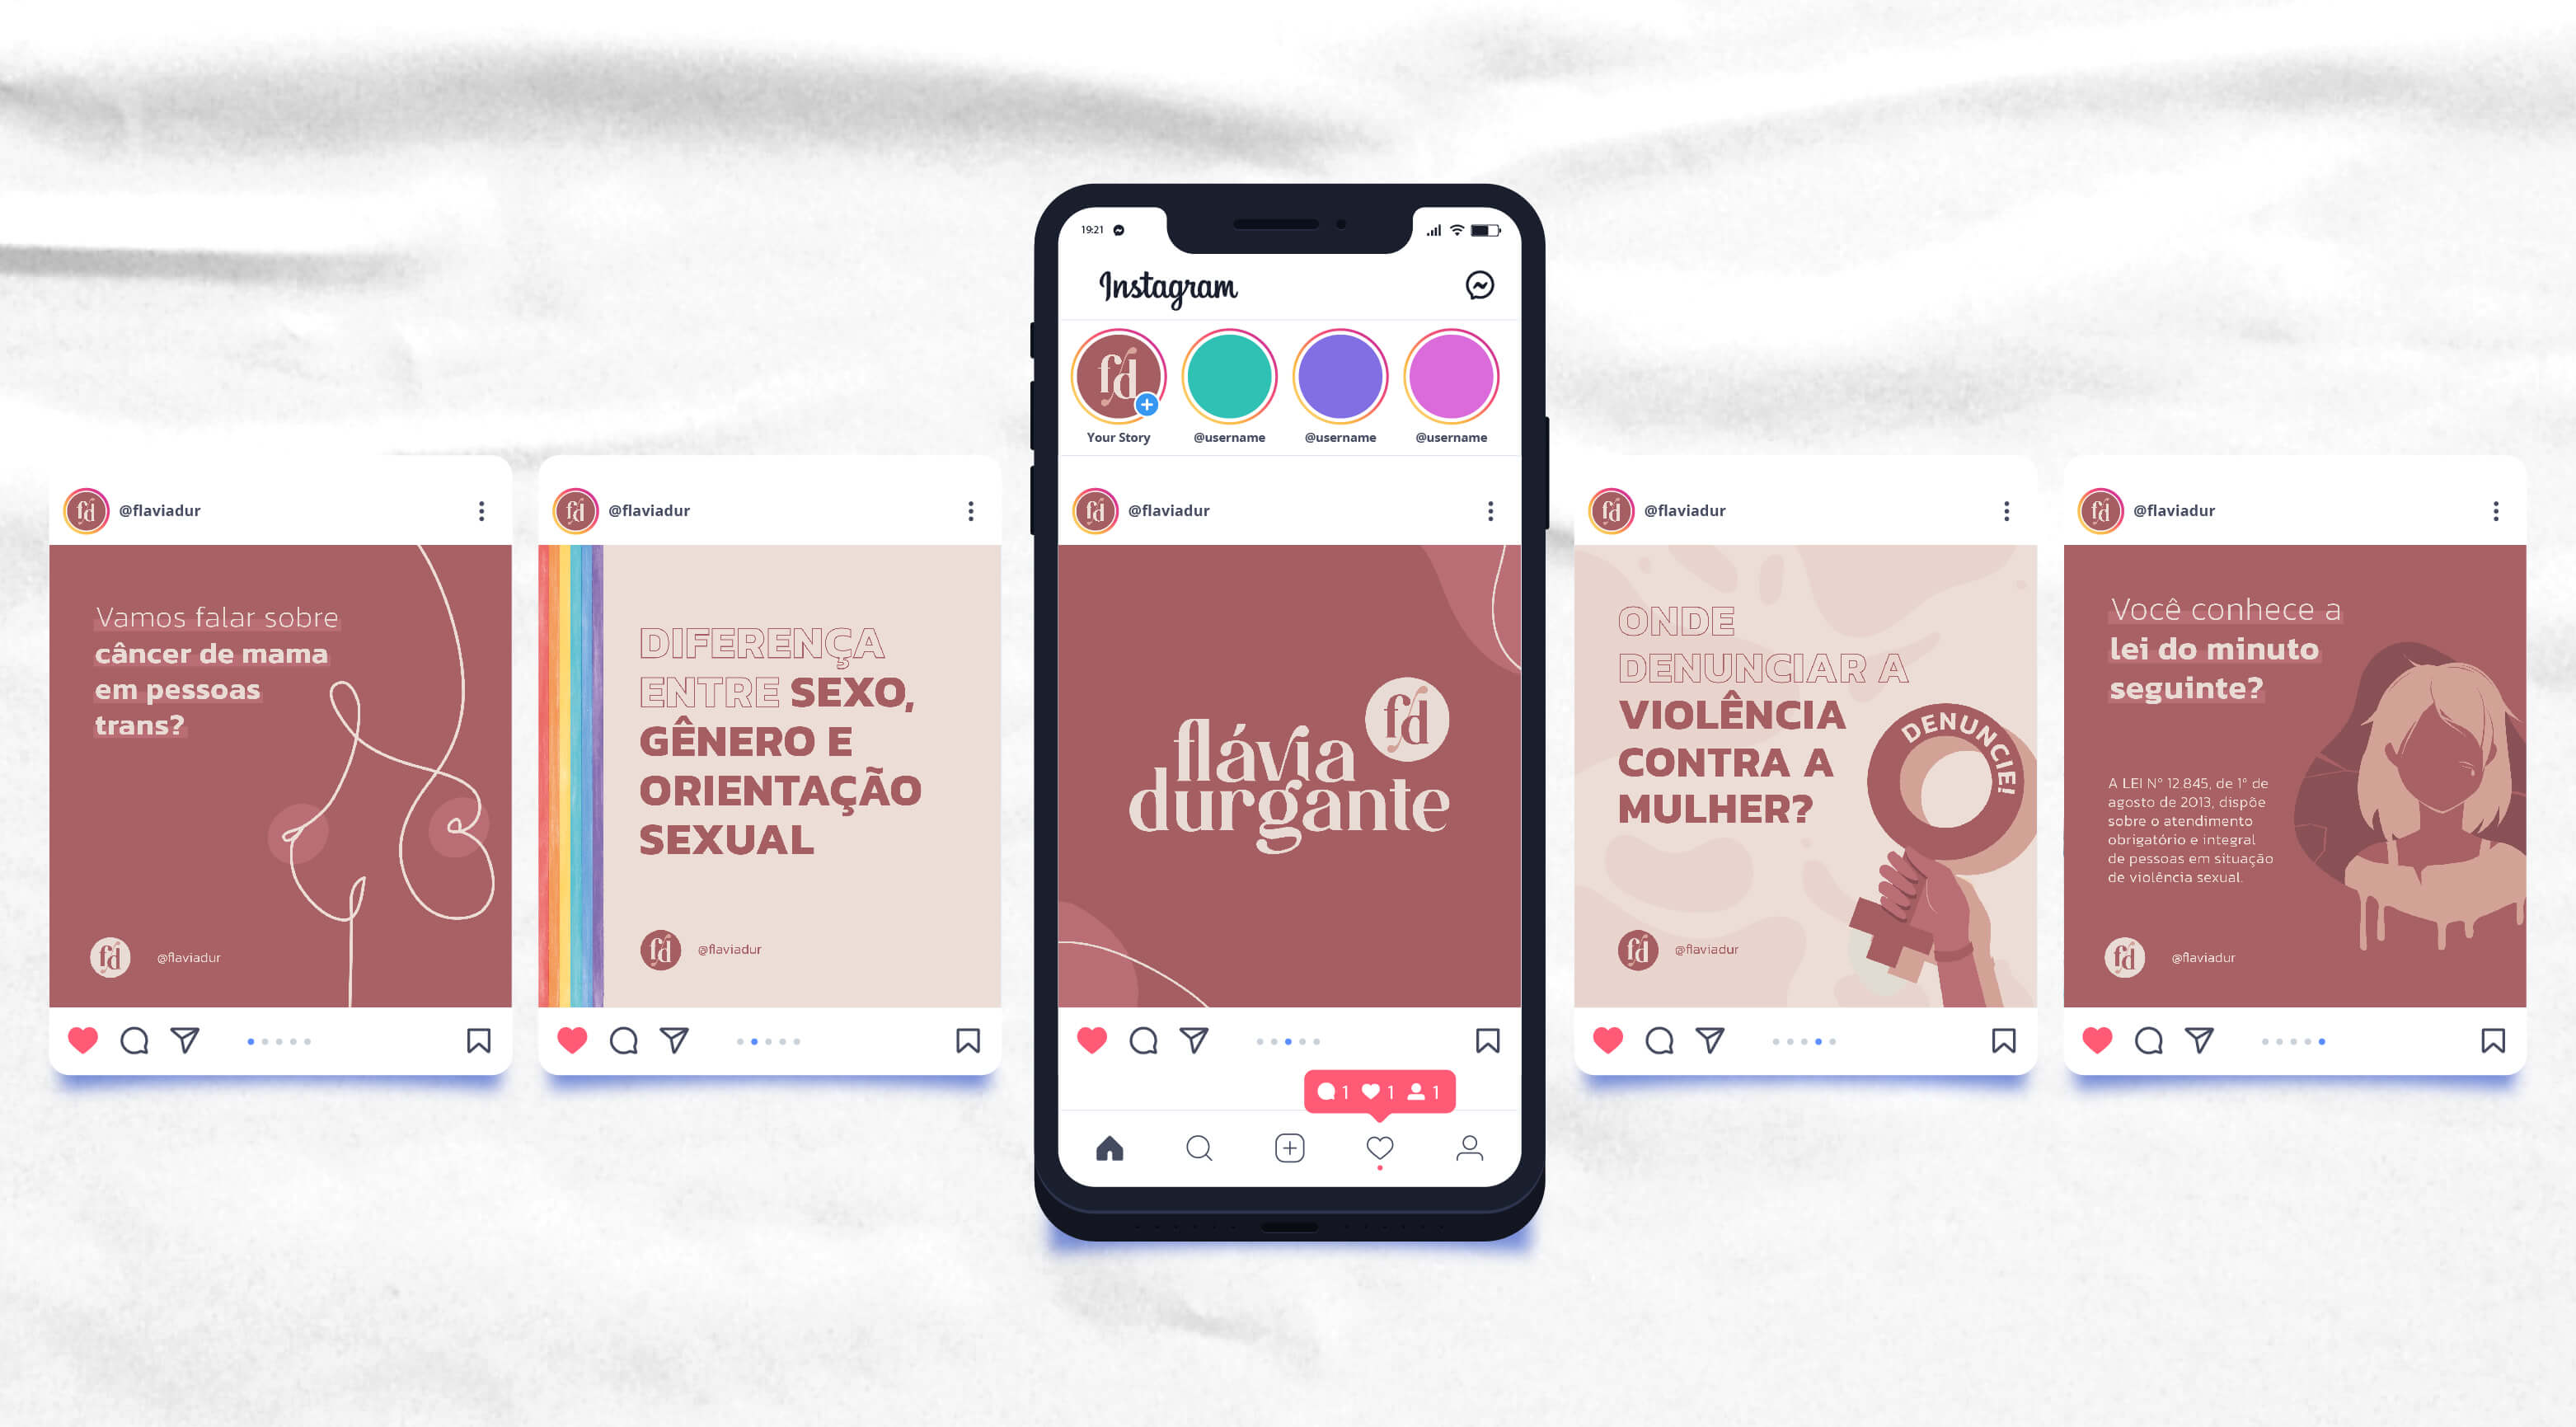 @flaviadur
Vamos falar sobre
câncer de mama
em pessoas
trans?
fd
@flaviadur
@flaviadur
DIFERENÇA
ENTRE SEXO,
GÊNERO E
ORIENTAÇÃO
SEXUAL
fd
@flaviadur
19:21
Instagram
fd
Your Story
@username
@username
@username
fd
@flaviadur
fd
flávia
durgante
1 1 1
fd
@flaviadur
ONDE
DENUNCIAR A
VIOLÊNCIA
CONTRA A
MULHER?
DENUNCIE!
fd
@flaviadur
fd
@flaviadur
Você conhece a
lei do minuto
seguinte?
A LEI Nº 12.845, de 1º de
agosto de 2013, dispõe
sobre o atendimento
obrigatório e integral
de pessoas em situação
de violência sexual.
fd
@flaviadur